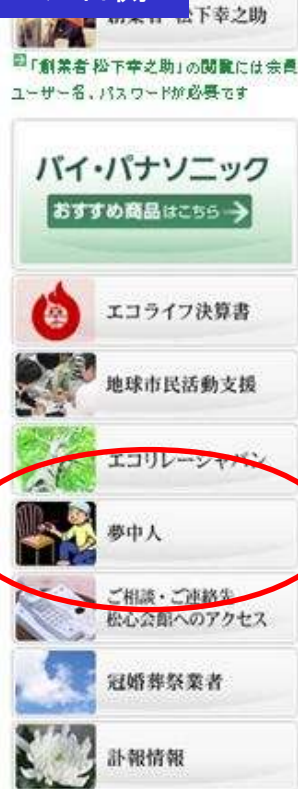 創業者 松下幸之助
「創業者 松下幸之助」の閲覧には会員
ユーザー名、パスワードが必要です
バイ・パナソニック
おすすめ商品はこちら
エコライフ決算書
地球市民活動支援
エコリレージャパン
夢中人
ご相談・ご連絡先
松心会館へのアクセス
冠婚葬祭業者
訃報情報